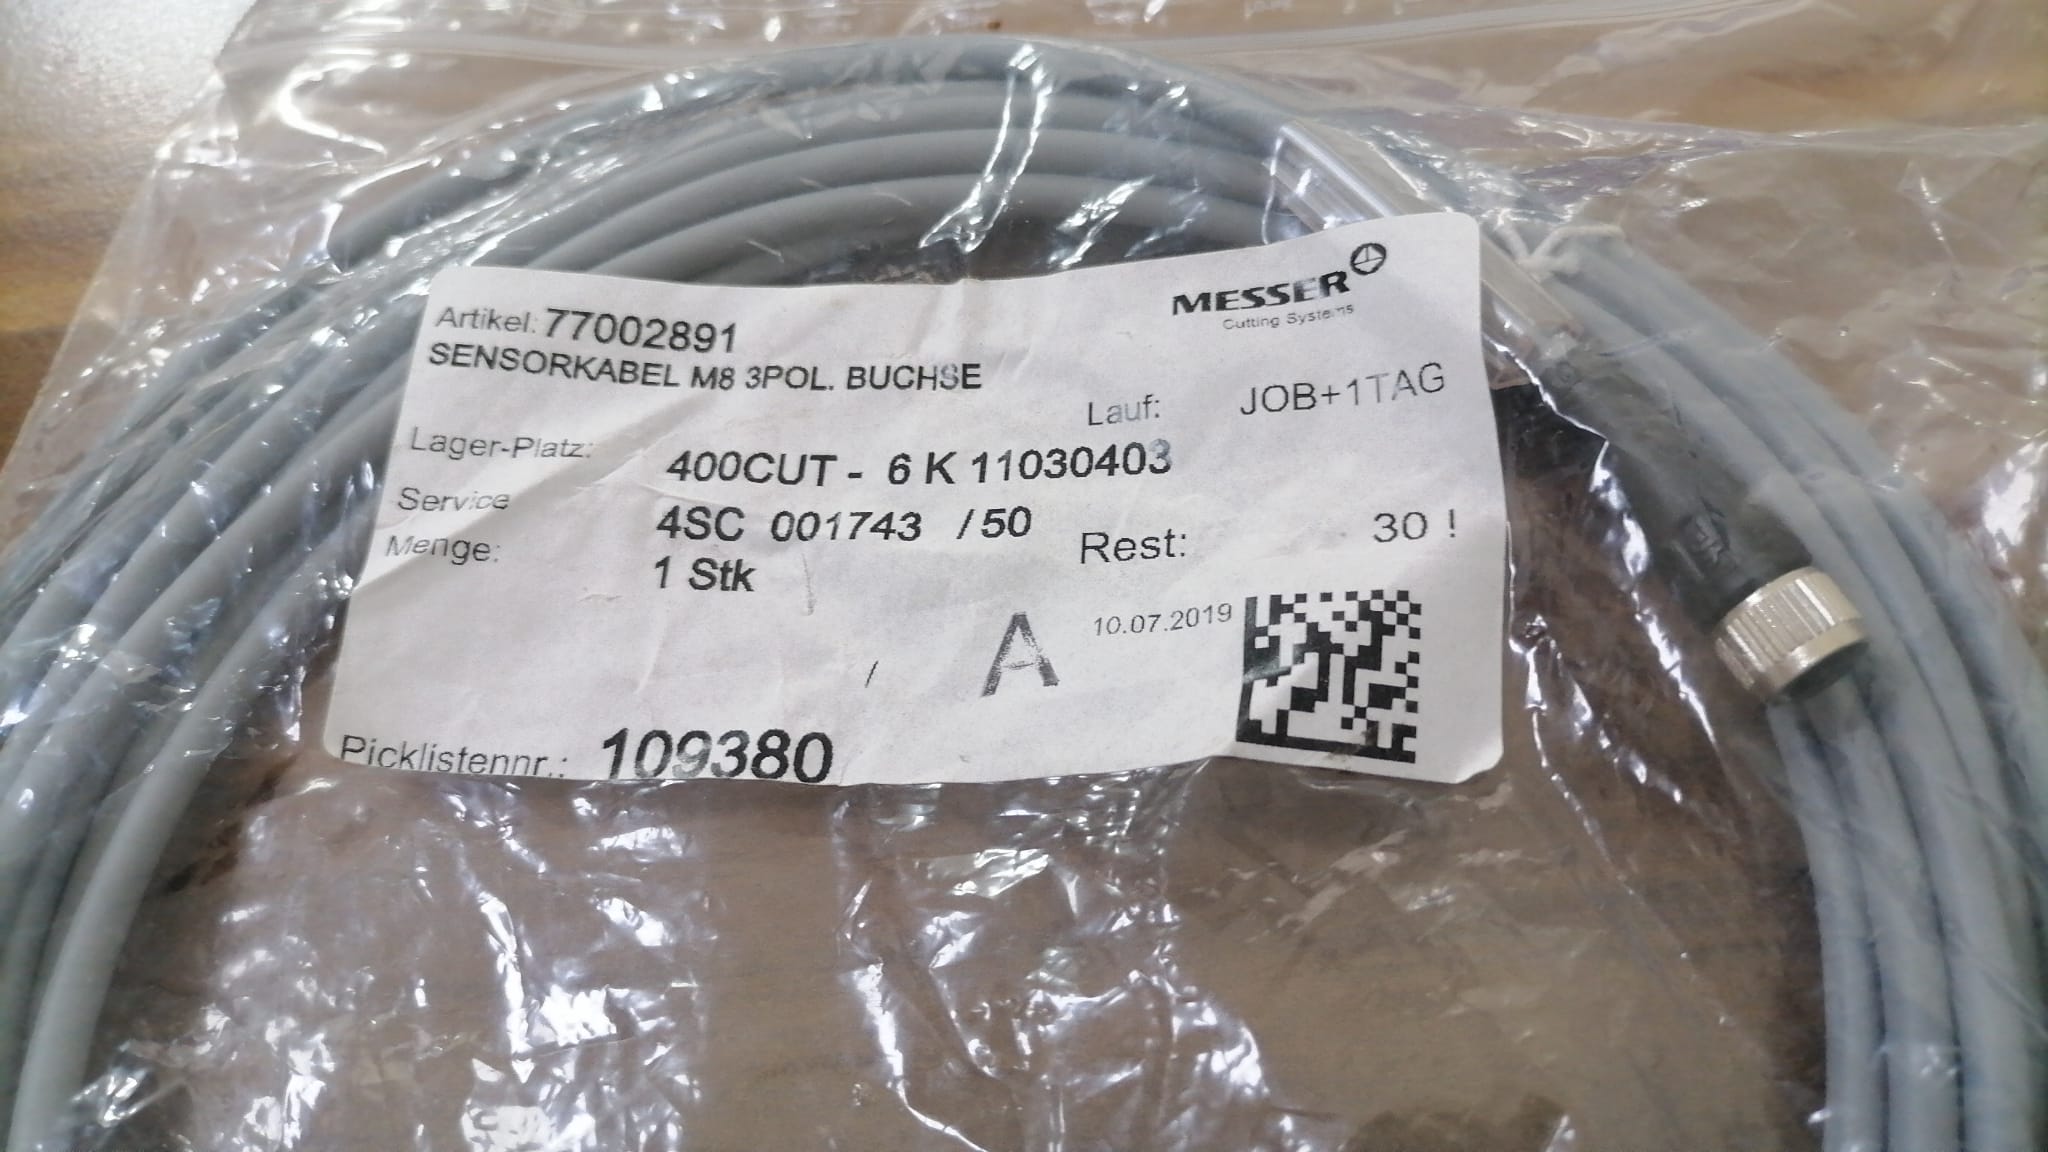 MESSER
Cutting Systems
Artikel: 77002891
SENSORKABEL M8 3POL. BUCHSE
Lauf: JOB+1TAG
Lager-Platz: 400CUT - 6 K 11030403
Service 4SC 001743 /50
Rest: 30 !
Menge: 1 Stk
/ A 10.07.2019
Picklistennr.: 109380